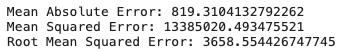 Mean Absolute Error: 819.3104132792262
Mean Squared Error: 13385020.493475521
Root Mean Squared Error: 3658.554426747745